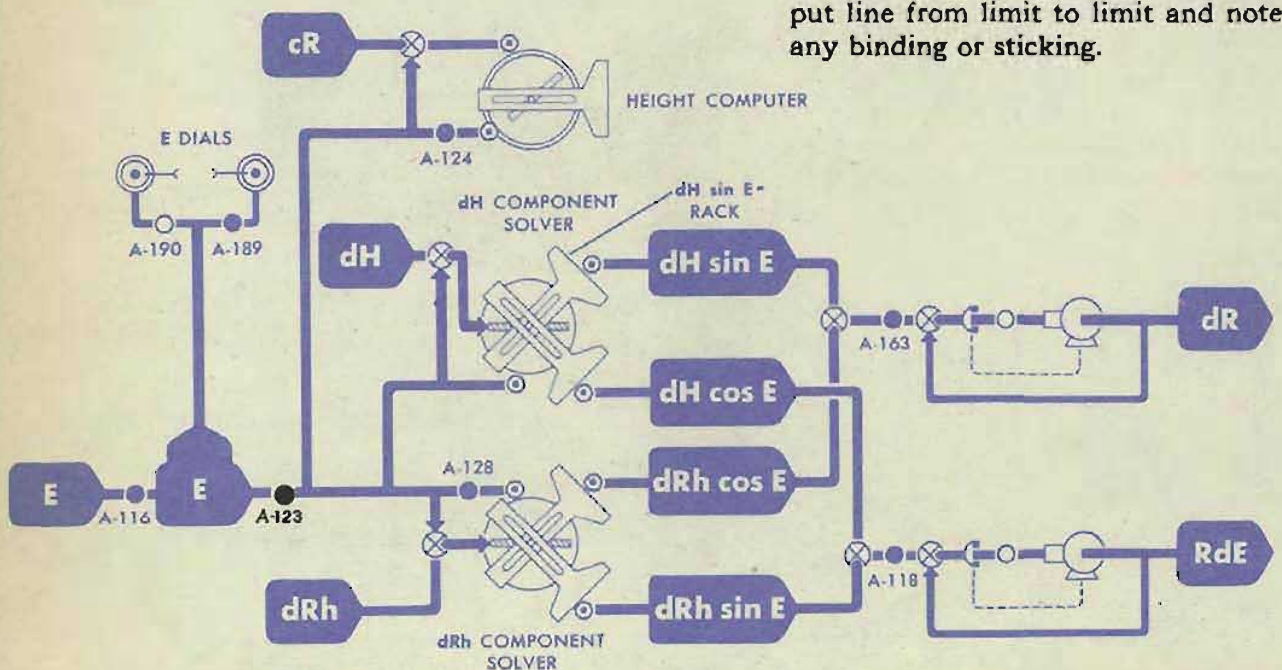 put line from limit to limit and note
any binding or sticking.
cR
HEIGHT COMPUTER
A-124
E DIALS
A-190
A-189
dH COMPONENT
SOLVER
dH sin E-
RACK
dH
dH sin E
dR
A-163
dH cos E
A-128
dRh cos E
E
A-116
E
A-123
RdE
A-118
dRh
dRh sin E
dRh COMPONENT
SOLVER